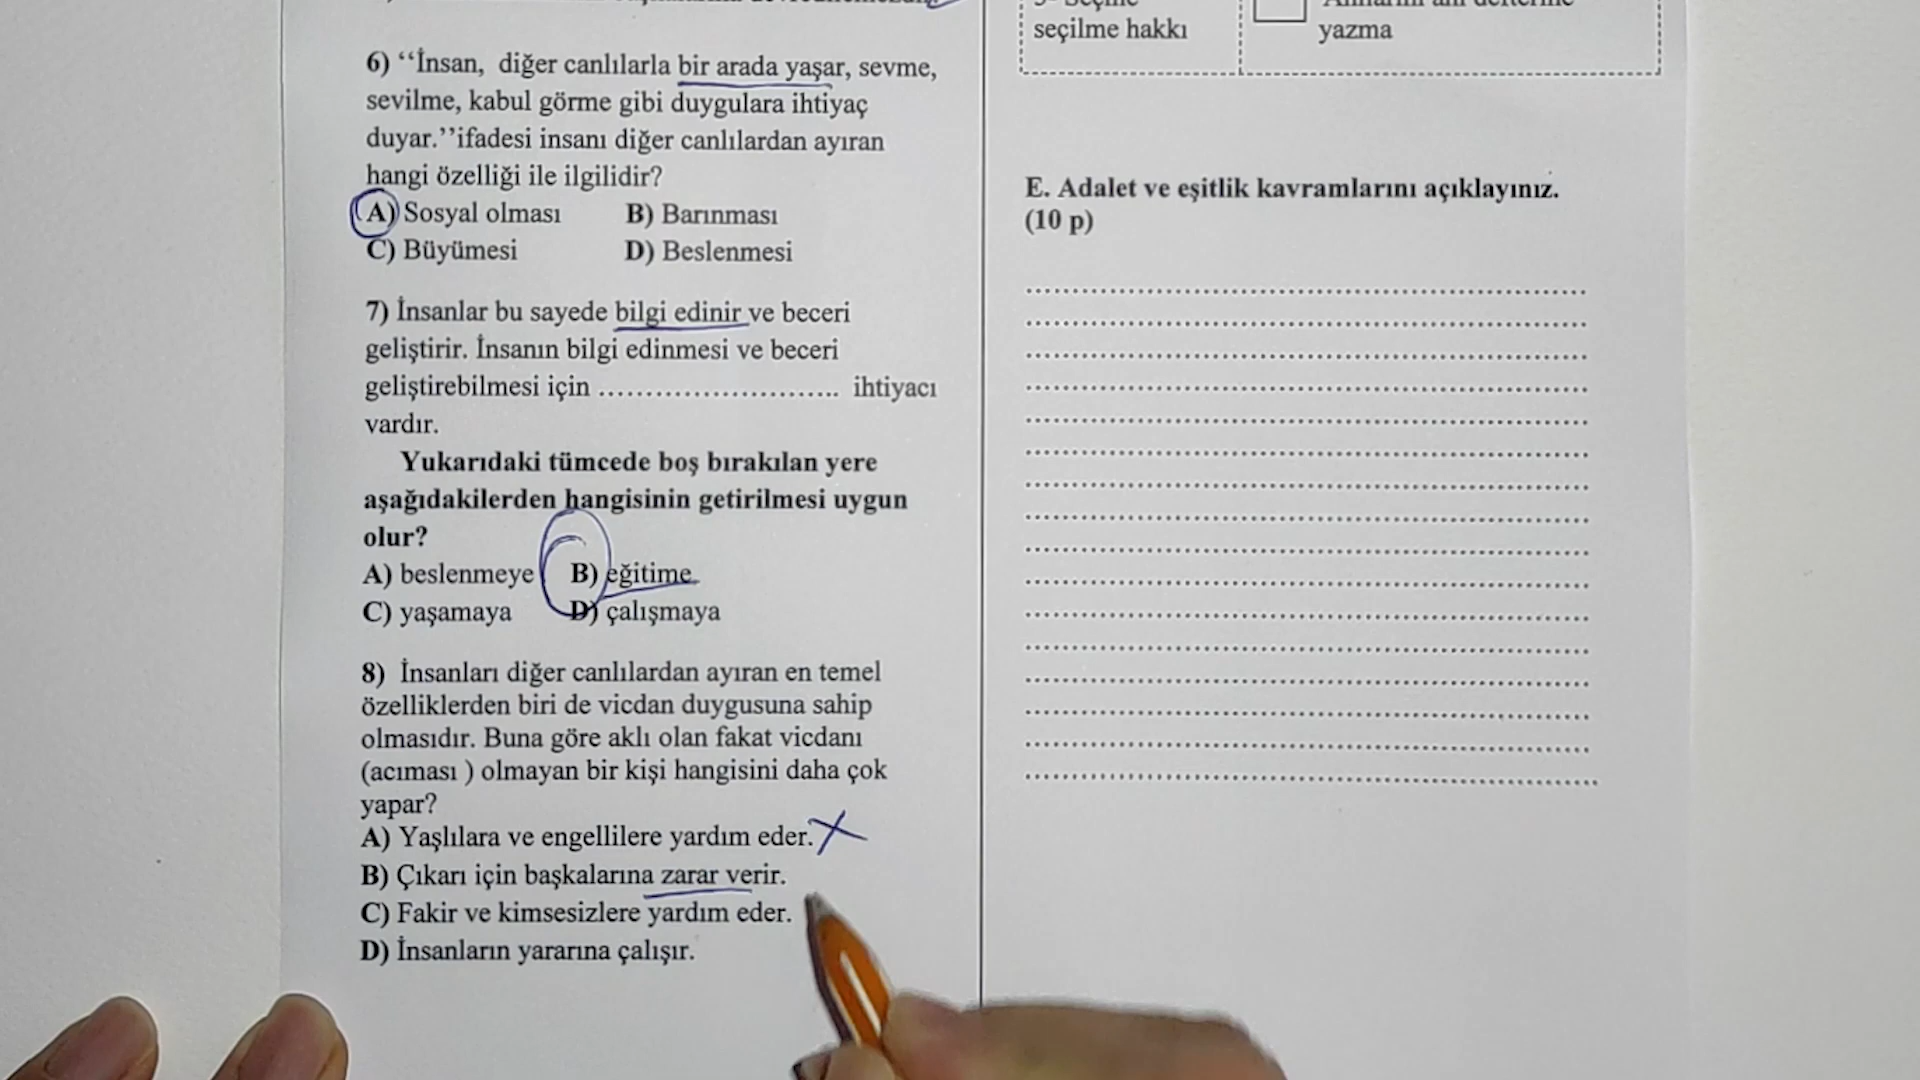 6) ‘‘İnsan, diğer canlılarla bir arada yaşar, sevme,
sevilme, kabul görme gibi duygulara ihtiyaç
duyar.’’ifadesi insanı diğer canlılardan ayıran
hangi özelliği ile ilgilidir?
A) Sosyal olması B) Barınması
C) Büyümesi D) Beslenmesi
7) İnsanlar bu sayede bilgi edinir ve beceri
geliştirir. İnsanın bilgi edinmesi ve beceri
geliştirebilmesi için ............................ ihtiyacı
vardır.
Yukarıdaki tümcede boş bırakılan yere
aşağıdakilerden hangisinin getirilmesi uygun
olur?
A) beslenmeye B) eğitime
C) yaşamaya D) çalışmaya
8) İnsanları diğer canlılardan ayıran en temel
özelliklerden biri de vicdan duygusuna sahip
olmasıdır. Buna göre aklı olan fakat vicdanı
(acıması ) olmayan bir kişi hangisini daha çok
yapar?
A) Yaşlılara ve engellilere yardım eder.
B) Çıkarı için başkalarına zarar verir.
C) Fakir ve kimsesizlere yardım eder.
D) İnsanların yararına çalışır.
seçilme hakkı
yazma
E. Adalet ve eşitlik kavramlarını açıklayınız.
(10 p)